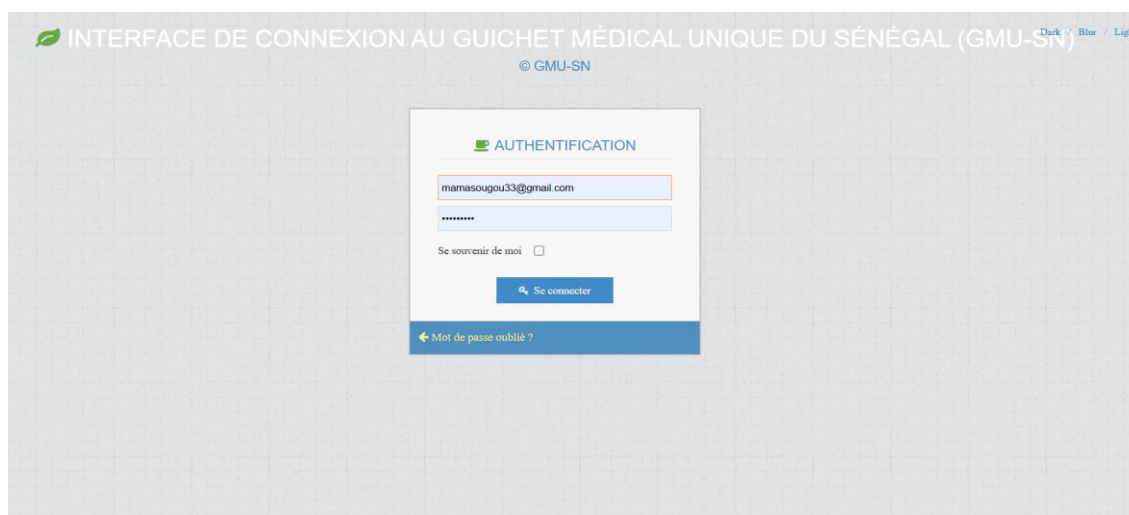 INTERFACE DE CONNEXION AU GUICHET MÉDICAL UNIQUE DU SÉNÉGAL (GMU-SN)
Dark / Blur / Lig
© GMU-SN
AUTHENTIFICATION
mamasougou33@gmail.com
•••••••••
Se souvenir de moi
Se connecter
Mot de passe oublié ?